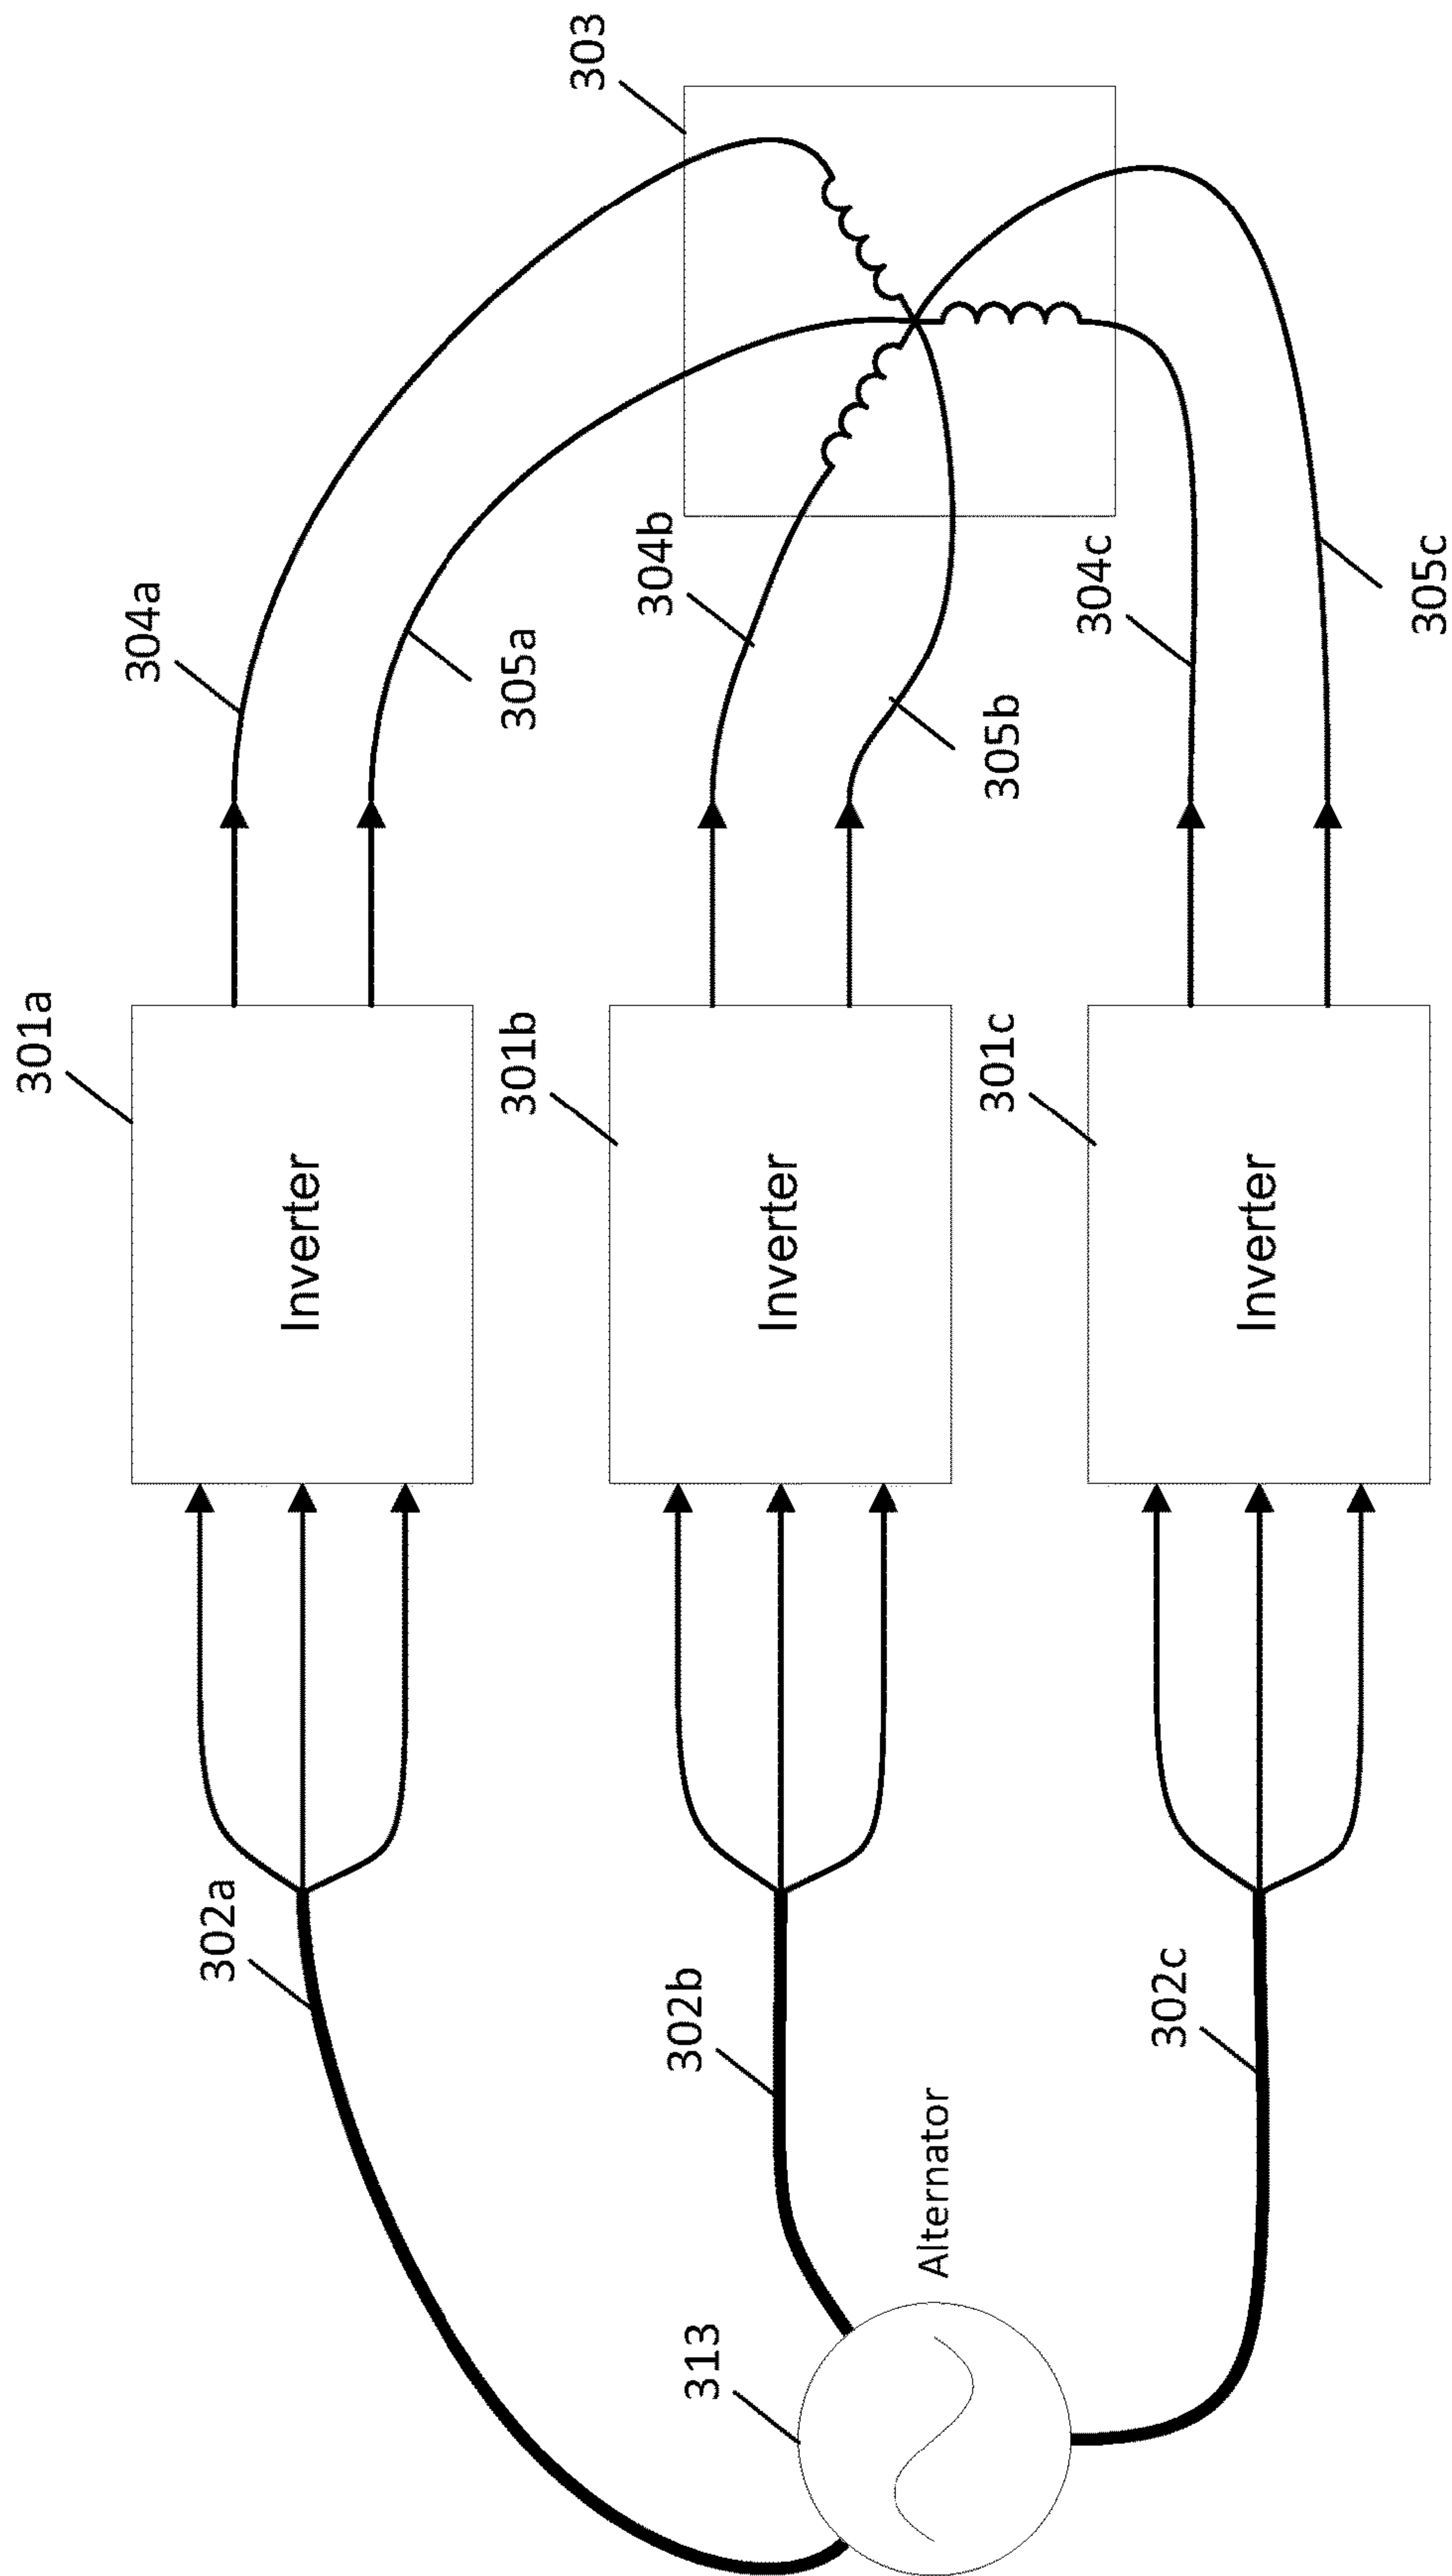 301a
304a
303
302a
Inverter
305a
301b
304b
302b
Inverter
305b
313
Alternator
301c
304c
302c
Inverter
305c